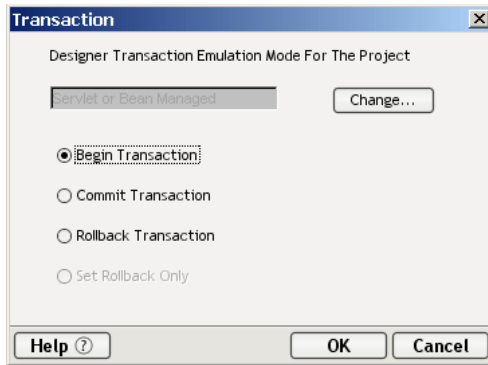 Transaction
Designer Transaction Emulation Mode For The Project
Servlet or Bean Managed
Change...
Begin Transaction
Commit Transaction
Rollback Transaction
Set Rollback Only
Help ?
OK
Cancel